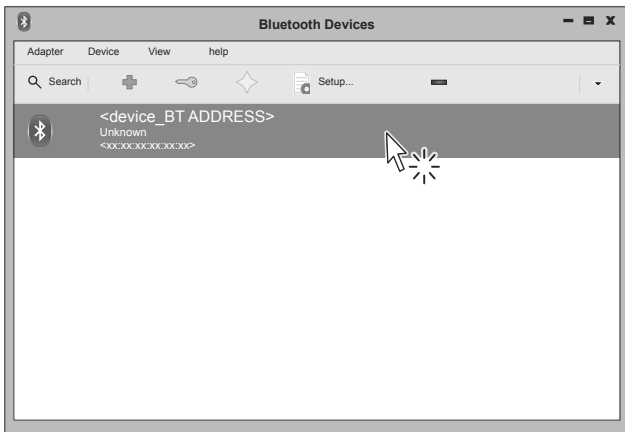 Bluetooth Devices
Adapter Device View help
Search Setup...
<device_BT ADDRESS>
Unknown
<xx:xx:xx:xx:xx:xx>